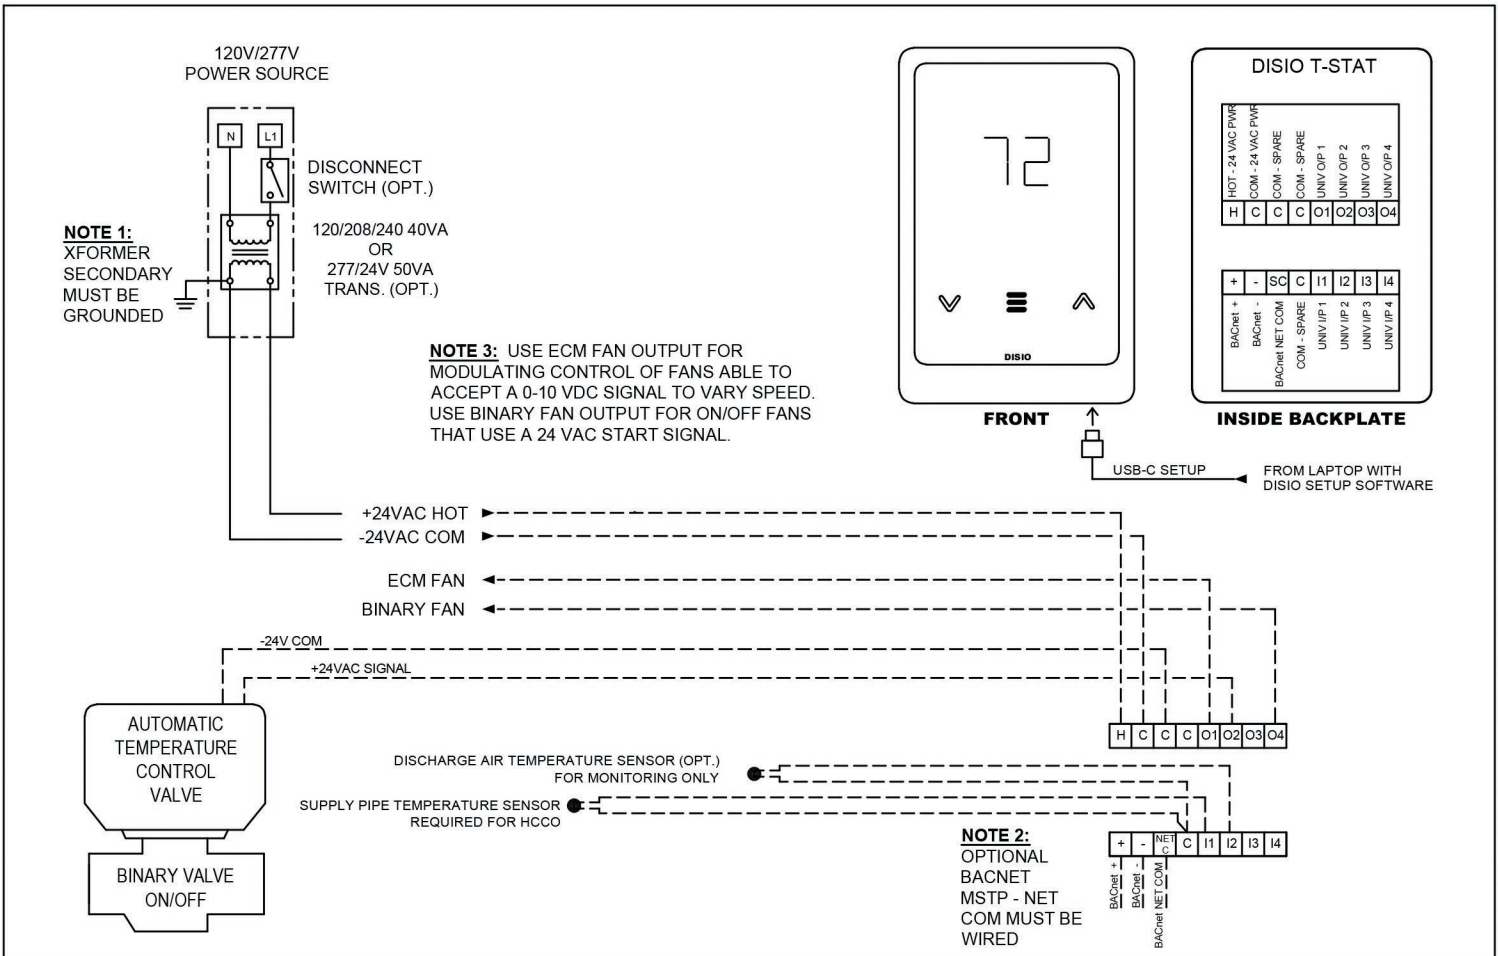 120V/277V
POWER SOURCE
N
L1
DISCONNECT
SWITCH (OPT.)
NOTE 1:
XFORMER
SECONDARY
MUST BE
GROUNDED
120/208/240 40VA
OR
277/24V 50VA
TRANS. (OPT.)
NOTE 3: USE ECM FAN OUTPUT FOR
MODULATING CONTROL OF FANS ABLE TO
ACCEPT A 0-10 VDC SIGNAL TO VARY SPEED.
USE BINARY FAN OUTPUT FOR ON/OFF FANS
THAT USE A 24 VAC START SIGNAL.
72
DISIO
FRONT
DISIO T-STAT
HOT - 24 VAC PWR
COM - 24 VAC PWR
COM - SPARE
COM - SPARE
UNIV O/P 1
UNIV O/P 2
UNIV O/P 3
UNIV O/P 4
H C C C O1 O2 O3 O4
+ - SC C I1 I2 I3 I4
BACnet +
BACnet -
BACnet NET COM
COM - SPARE
UNIV I/P 1
UNIV I/P 2
UNIV I/P 3
UNIV I/P 4
INSIDE BACKPLATE
USB-C SETUP
FROM LAPTOP WITH
DISIO SETUP SOFTWARE
+24VAC HOT
-24VAC COM
ECM FAN
BINARY FAN
-24V COM
+24VAC SIGNAL
AUTOMATIC
TEMPERATURE
CONTROL
VALVE
BINARY VALVE
ON/OFF
H C C C O1 O2 O3 O4
DISCHARGE AIR TEMPERATURE SENSOR (OPT.)
FOR MONITORING ONLY
SUPPLY PIPE TEMPERATURE SENSOR
REQUIRED FOR HCCO
NOTE 2:
OPTIONAL
BACNET
MSTP - NET
COM MUST BE
WIRED
+ - NET C C I1 I2 I3 I4
BACnet +
BACnet -
BACnet NET COM